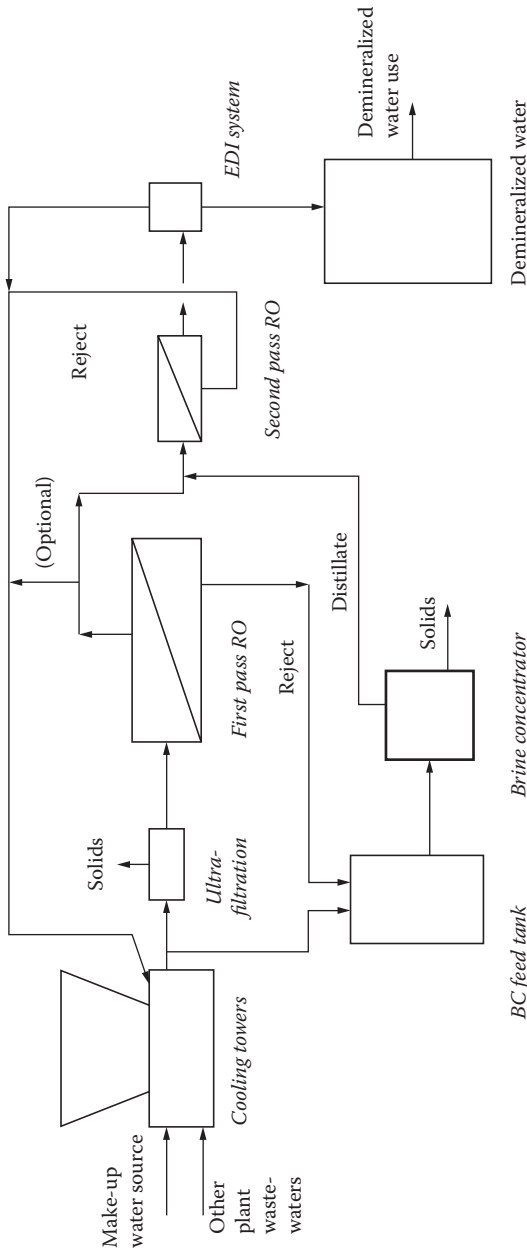 Make-up
water source
Other
plant
waste-
waters
Cooling towers
Solids
Ultra-
filtration
First pass RO
Reject
(Optional)
Reject
Second pass RO
EDI system
Distillate
Solids
BC feed tank
Brine concentrator
Demineralized
water use
Demineralized water